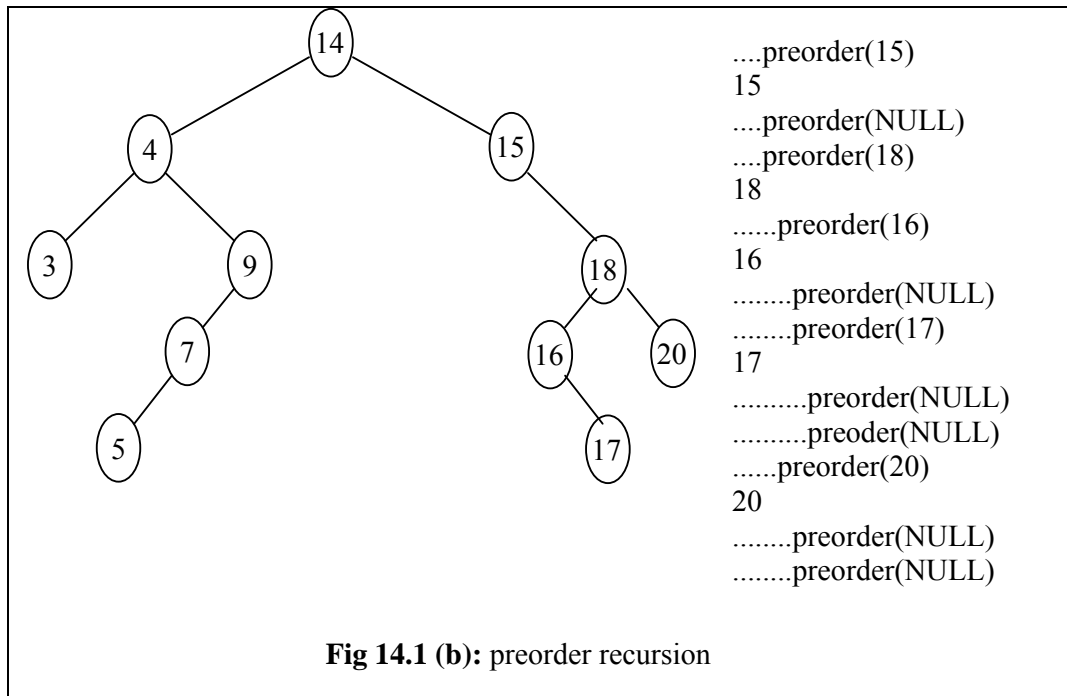 14
4
15
3
9
18
7
16
20
5
17
....preorder(15)
15
....preorder(NULL)
....preorder(18)
18
......preorder(16)
16
........preorder(NULL)
........preorder(17)
17
..........preorder(NULL)
..........preoder(NULL)
......preorder(20)
20
........preorder(NULL)
........preorder(NULL)
Fig 14.1 (b): preorder recursion